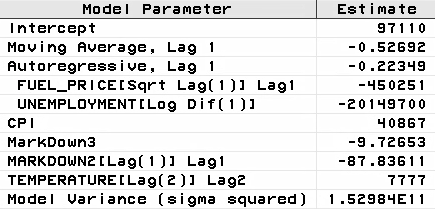 Model Parameter Estimate
Intercept 97110
Moving Average, Lag 1 -0.52692
Autoregressive, Lag 1 -0.22349
FUEL_PRICE[Sqrt Lag(1)] Lag1 -450251
UNEMPLOYMENT[Log Dif(1)] -20149700
CPI 40867
MarkDown3 -9.72653
MARKDOWN2[Lag(1)] Lag1 -87.83611
TEMPERATURE[Lag(2)] Lag2 7777
Model Variance (sigma squared) 1.52984E11